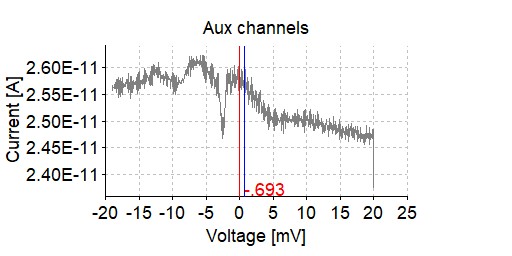 Aux channels
2.60E-11
2.55E-11
2.50E-11
2.45E-11
2.40E-11
Current [A]
-.693
-20 -15 -10 -5 0 5 10 15 20 25
Voltage [mV]